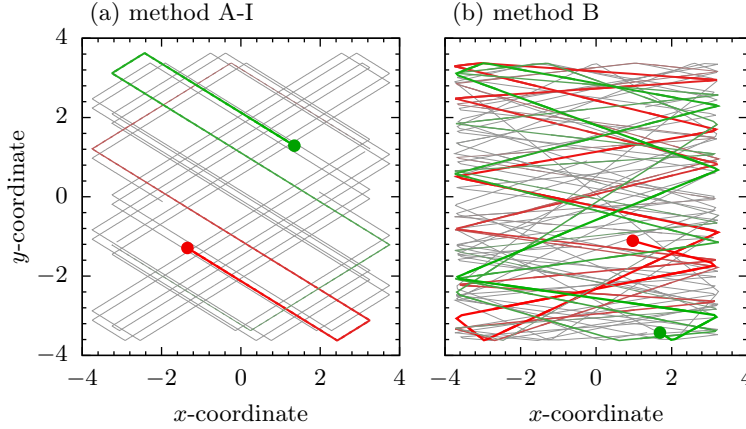 (a) method A-I
(b) method B
4
2
0
−2
−4
y-coordinate
−4 −2 0 2 4
−4 −2 0 2 4
x-coordinate
x-coordinate